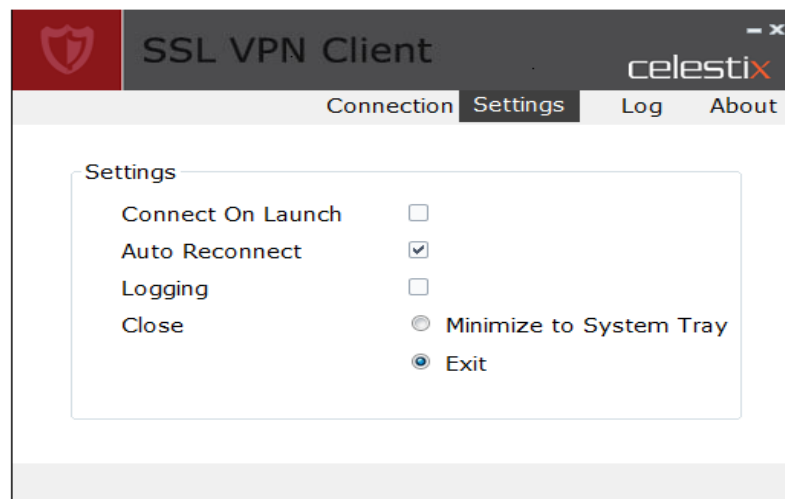 SSL VPN Client
celestix
Connection Settings Log About
Settings
Connect On Launch
Auto Reconnect
Logging
Close Minimize to System Tray
Exit